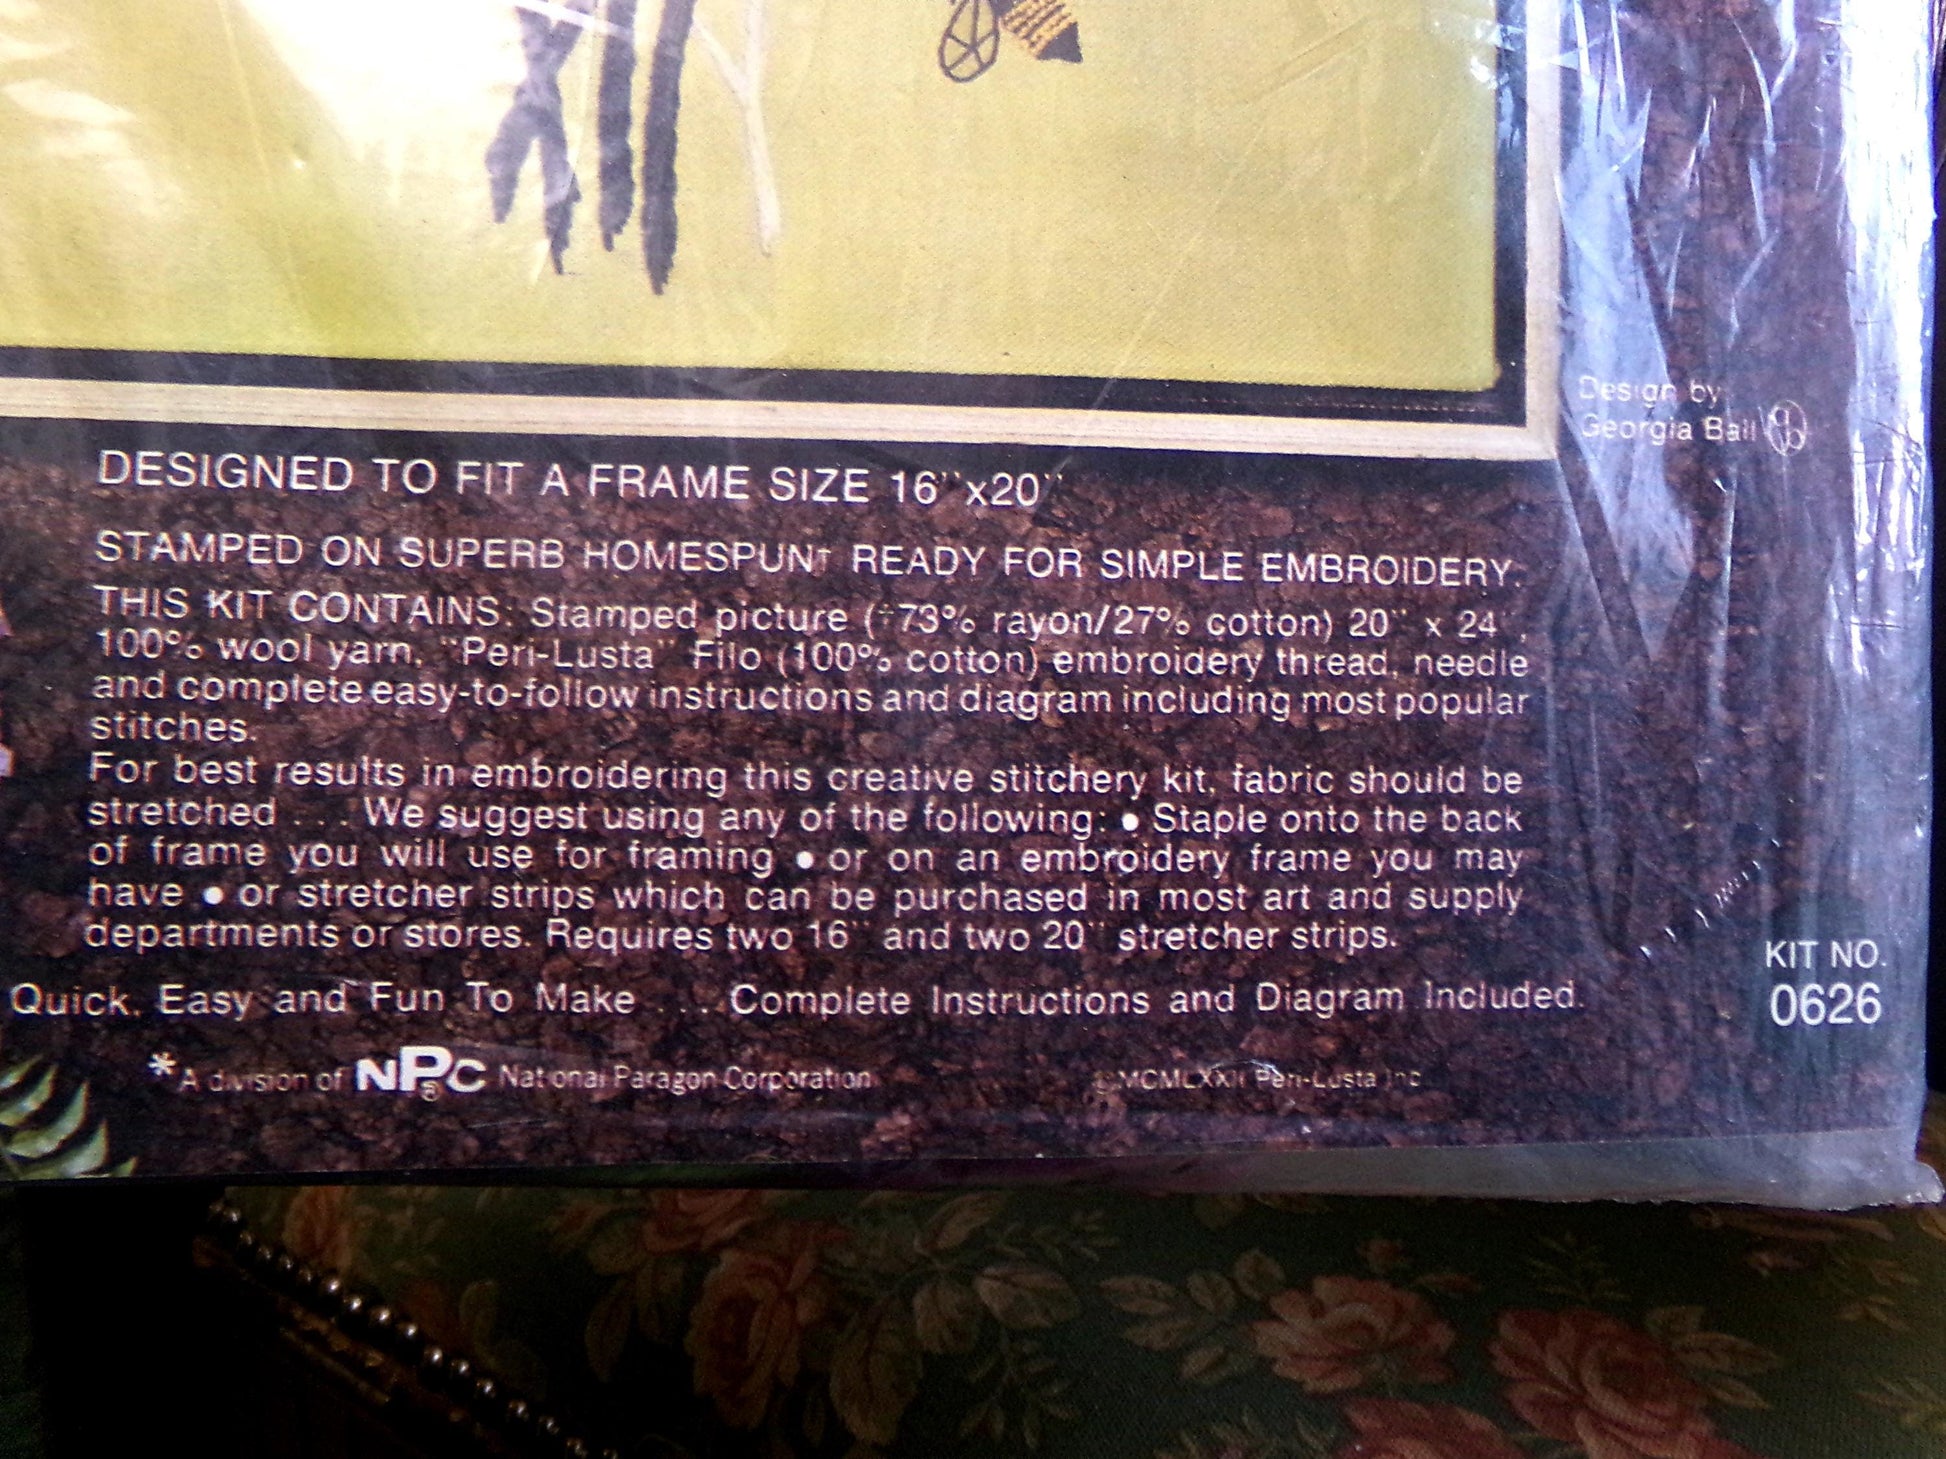 Design by
Georgia Ball
DESIGNED TO FIT A FRAME SIZE 16"x20"
STAMPED ON SUPERB HOMESPUN† READY FOR SIMPLE EMBROIDERY.
THIS KIT CONTAINS: Stamped picture (†73% rayon/27% cotton) 20" x 24",
100% wool yarn, "Peri-Lusta" Filo (100% cotton) embroidery thread, needle
and complete easy-to-follow instructions and diagram including most popular
stitches.
For best results in embroidering this creative stitchery kit, fabric should be
stretched . . . We suggest using any of the following: • Staple onto the back
of frame you will use for framing • or on an embroidery frame you may
have • or stretcher strips which can be purchased in most art and supply
departments or stores. Requires two 16" and two 20" stretcher strips.
KIT NO.
0626
Quick, Easy and Fun To Make . . . Complete Instructions and Diagram Included.
*A division of NPC® National Paragon Corporation
© MCMLXXII Peri-Lusta Inc.